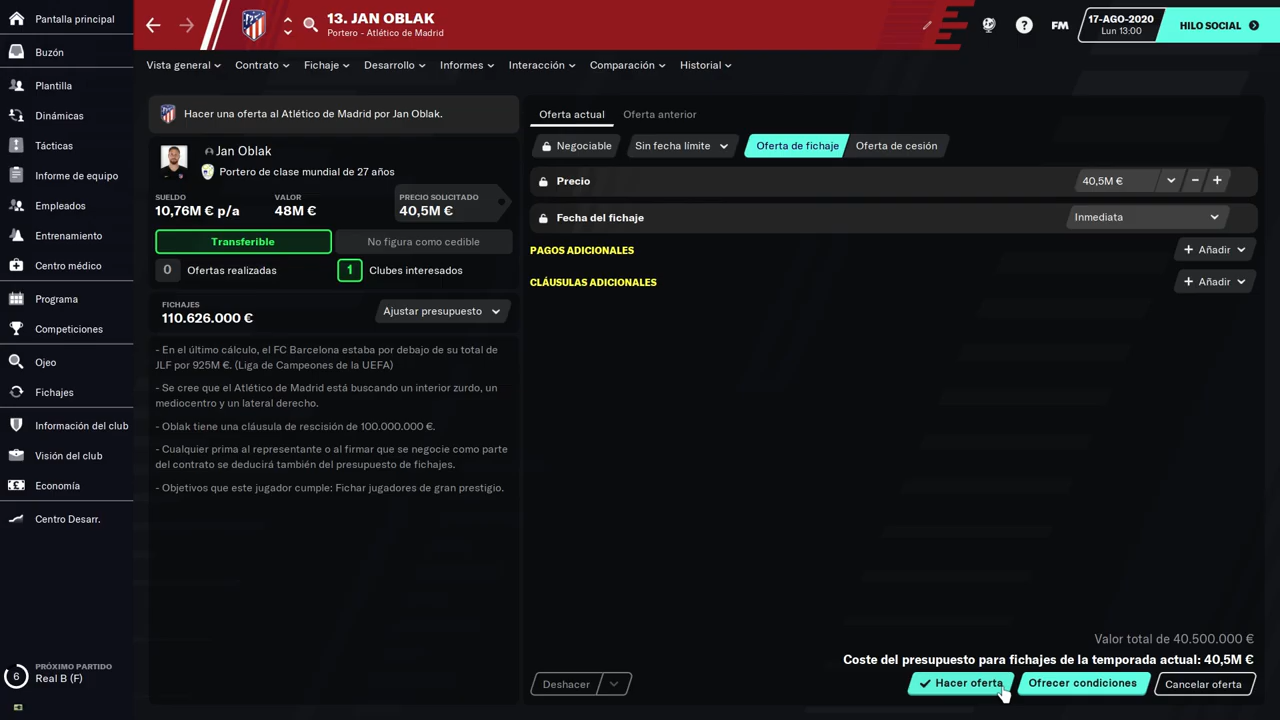 Pantalla principal
Buzón
Plantilla
Dinámicas
Tácticas
Informe de equipo
Empleados
Entrenamiento
Centro médico
Programa
Competiciones
Ojeo
Fichajes
Información del club
Visión del club
Economía
Centro Desarr.
PRÓXIMO PARTIDO
6
Real B (F)
13. JAN OBLAK
Portero - Atlético de Madrid
?
FM
17-AGO-2020
Lun 13:00
HILO SOCIAL
Vista general
Contrato
Fichaje
Desarrollo
Informes
Interacción
Comparación
Historial
Hacer una oferta al Atlético de Madrid por Jan Oblak.
Jan Oblak
Portero de clase mundial de 27 años
SUELDO
10,76M € p/a
VALOR
48M €
PRECIO SOLICITADO
40,5M €
Transferible
No figura como cedible
0 Ofertas realizadas
1 Clubes interesados
FICHAJES
110.626.000 €
Ajustar presupuesto
- En el último cálculo, el FC Barcelona estaba por debajo de su total de
JLF por 925M €. (Liga de Campeones de la UEFA)
- Se cree que el Atlético de Madrid está buscando un interior zurdo, un
mediocentro y un lateral derecho.
- Oblak tiene una cláusula de rescisión de 100.000.000 €.
- Cualquier prima al representante o al firmar que se negocie como parte
del contrato se deducirá también del presupuesto de fichajes.
- Objetivos que este jugador cumple: Fichar jugadores de gran prestigio.
Oferta actual
Oferta anterior
Negociable
Sin fecha límite
Oferta de fichaje
Oferta de cesión
Precio
40,5M €
- +
Fecha del fichaje
Inmediata
PAGOS ADICIONALES
+ Añadir
CLÁUSULAS ADICIONALES
+ Añadir
Valor total de 40.500.000 €
Coste del presupuesto para fichajes de la temporada actual: 40,5M €
Deshacer
Hacer oferta
Ofrecer condiciones
Cancelar oferta